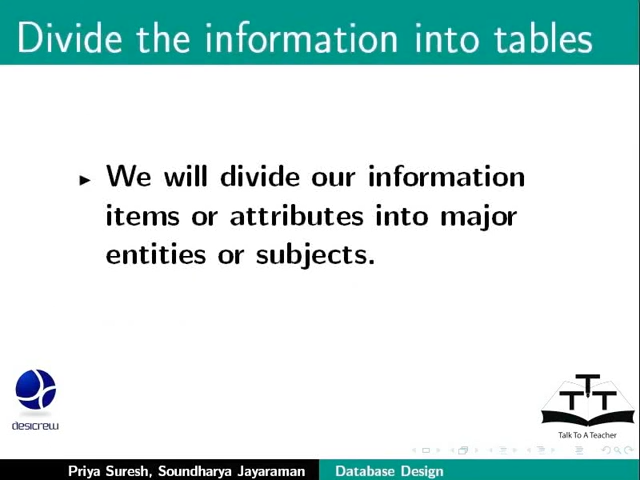 Divide the information into tables
We will divide our information
items or attributes into major
entities or subjects.
desicrew
TTT
Talk To A Teacher
Priya Suresh, Soundharya Jayaraman
Database Design